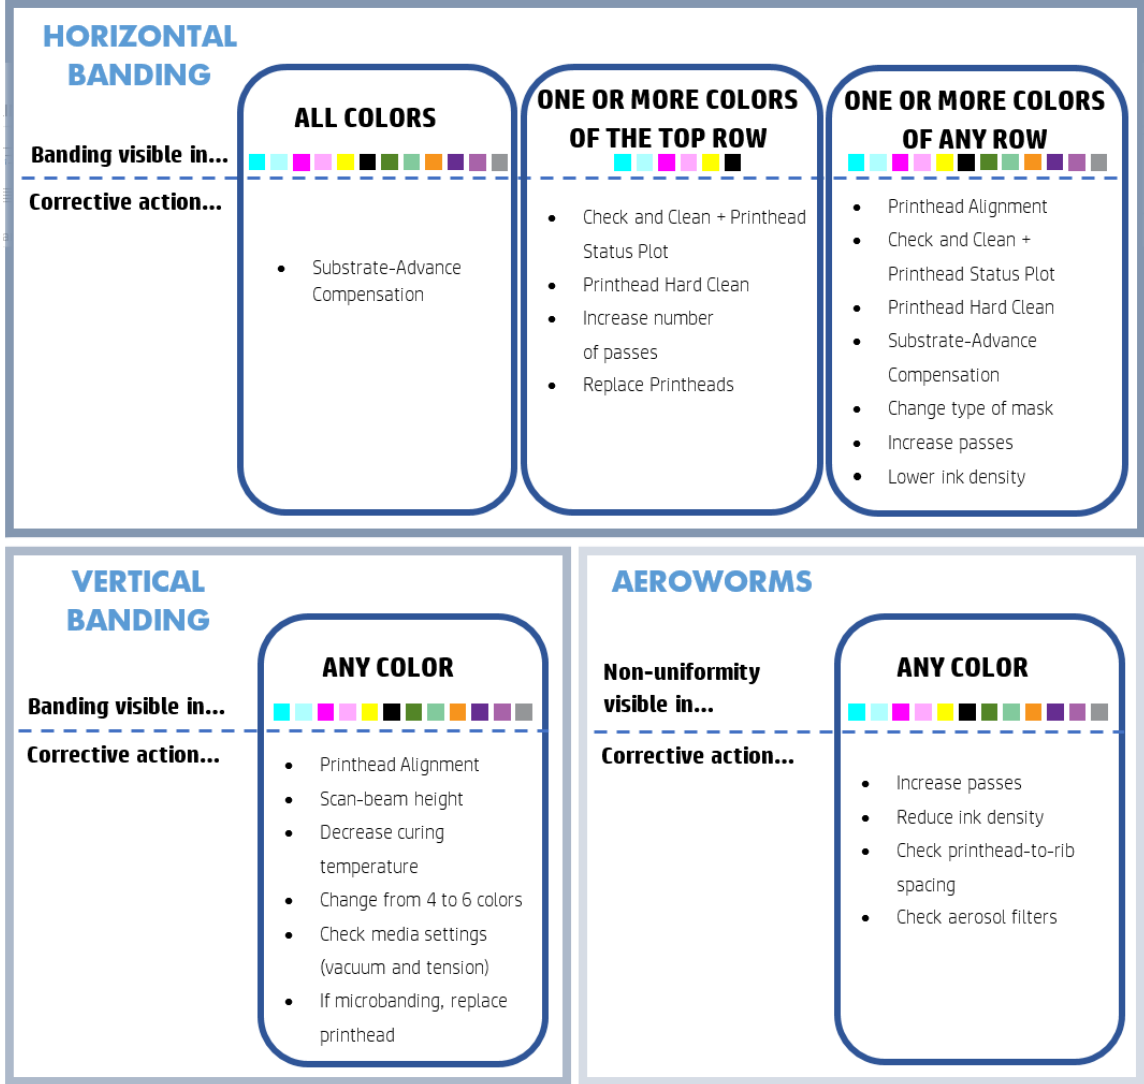 HORIZONTAL
BANDING
Banding visible in...
Corrective action...
ALL COLORS
• Substrate-Advance
Compensation
ONE OR MORE COLORS
OF THE TOP ROW
• Check and Clean + Printhead
Status Plot
• Printhead Hard Clean
• Increase number
of passes
• Replace Printheads
ONE OR MORE COLORS
OF ANY ROW
• Printhead Alignment
• Check and Clean +
Printhead Status Plot
• Printhead Hard Clean
• Substrate-Advance
Compensation
• Change type of mask
• Increase passes
• Lower ink density
VERTICAL
BANDING
Banding visible in...
Corrective action...
ANY COLOR
• Printhead Alignment
• Scan-beam height
• Decrease curing
temperature
• Change from 4 to 6 colors
• Check media settings
(vacuum and tension)
• If microbanding, replace
printhead
AEROWORMS
Non-uniformity
visible in...
Corrective action...
ANY COLOR
• Increase passes
• Reduce ink density
• Check printhead-to-rib
spacing
• Check aerosol filters